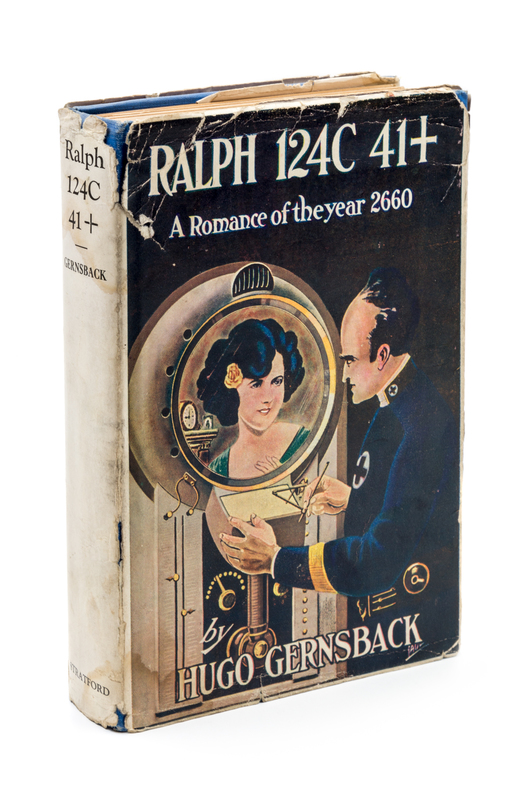 Ralph
124C
41+
GERNSBACK
STRATFORD
RALPH 124C 41+
A Romance of the year 2660
by
HUGO GERNSBACK